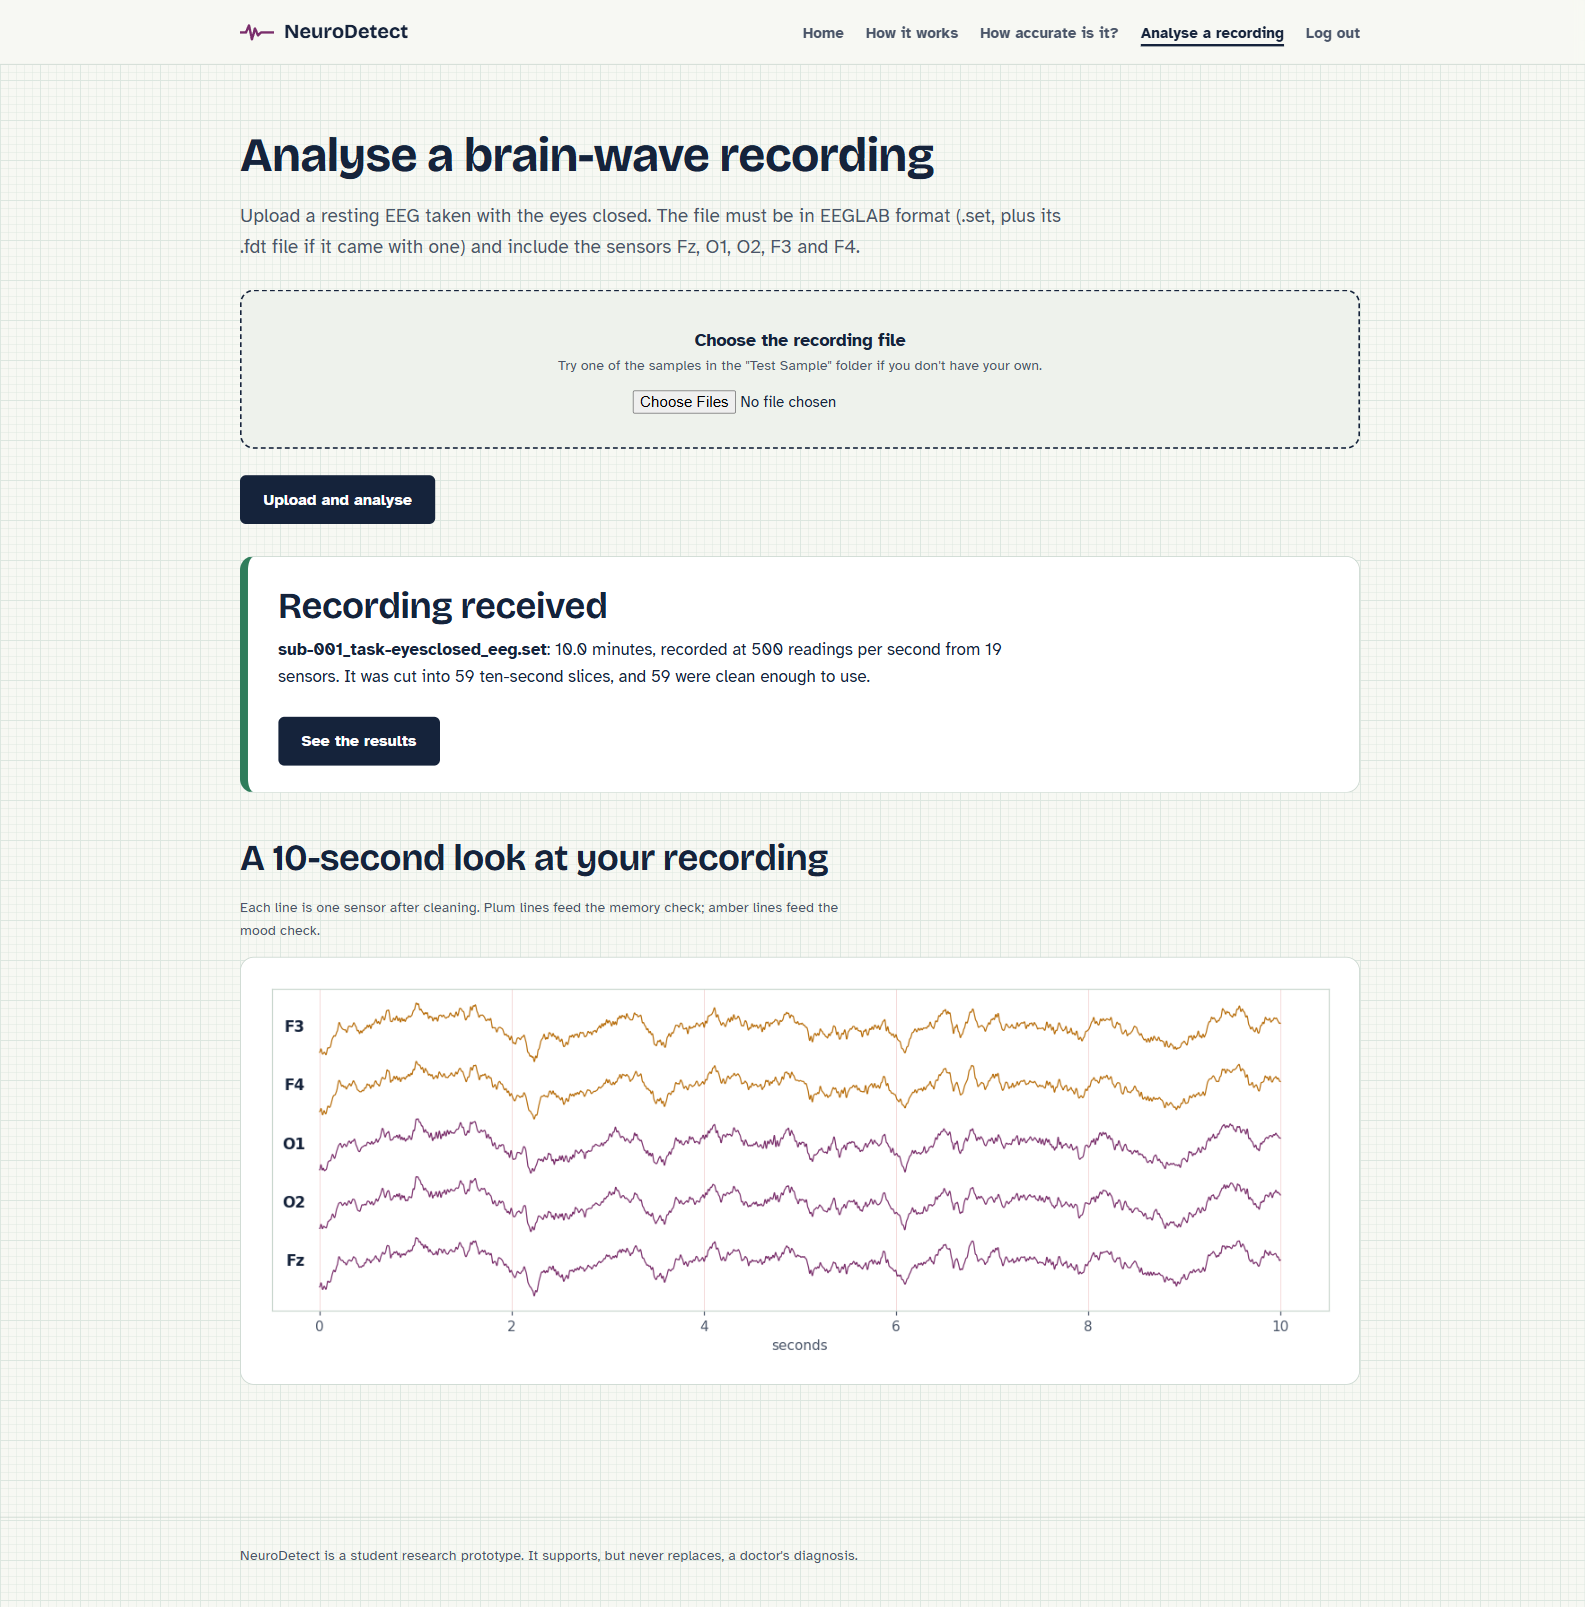 NeuroDetect
Home How it works How accurate is it? Analyse a recording Log out
Analyse a brain-wave recording
Upload a resting EEG taken with the eyes closed. The file must be in EEGLAB format (.set, plus its
.fdt file if it came with one) and include the sensors Fz, O1, O2, F3 and F4.
Choose the recording file
Try one of the samples in the "Test Sample" folder if you don't have your own.
Choose Files No file chosen
Upload and analyse
Recording received
sub-001_task-eyesclosed_eeg.set: 10.0 minutes, recorded at 500 readings per second from 19
sensors. It was cut into 59 ten-second slices, and 59 were clean enough to use.
See the results
A 10-second look at your recording
Each line is one sensor after cleaning. Plum lines feed the memory check; amber lines feed the
mood check.
F3
F4
O1
O2
Fz
0 2 4 6 8 10
seconds
NeuroDetect is a student research prototype. It supports, but never replaces, a doctor's diagnosis.